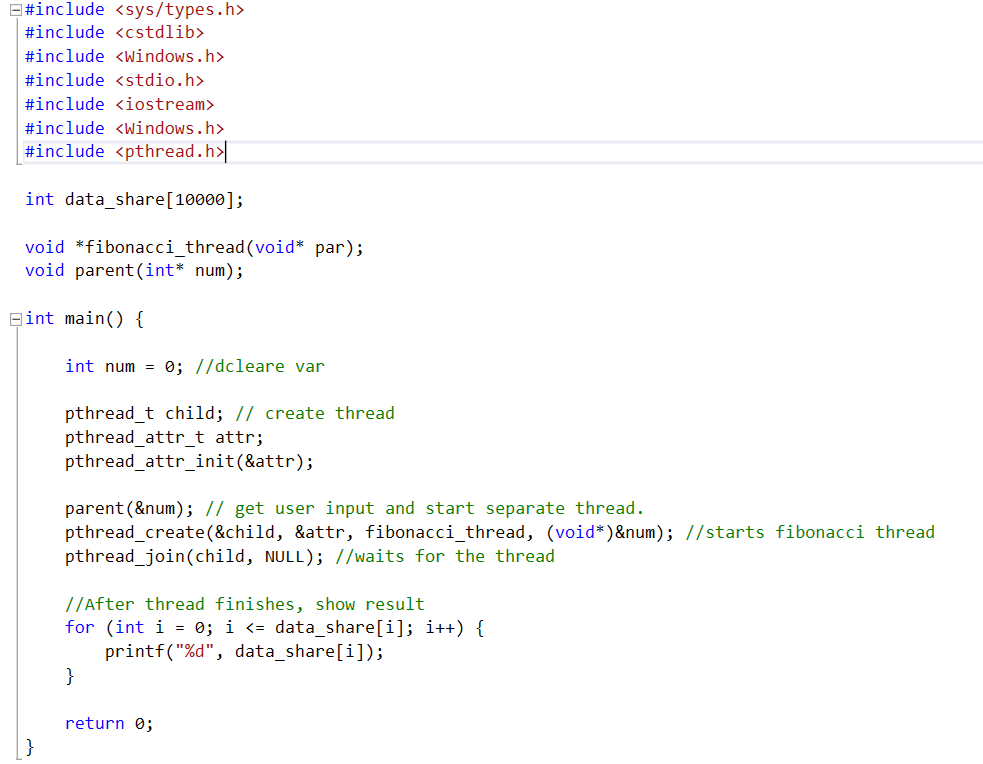 #include <sys/types.h>
#include <cstdlib>
#include <Windows.h>
#include <stdio.h>
#include <iostream>
#include <Windows.h>
#include <pthread.h>
int data_share[10000];
void *fibonacci_thread(void* par);
void parent(int* num);
int main() {
int num = 0; //dcleare var
pthread_t child; // create thread
pthread_attr_t attr;
pthread_attr_init(&attr);
parent(&num); // get user input and start separate thread.
pthread_create(&child, &attr, fibonacci_thread, (void*)&num); //starts fibonacci thread
pthread_join(child, NULL); //waits for the thread
//After thread finishes, show result
for (int i = 0; i <= data_share[i]; i++) {
printf("%d", data_share[i]);
}
return 0;
}